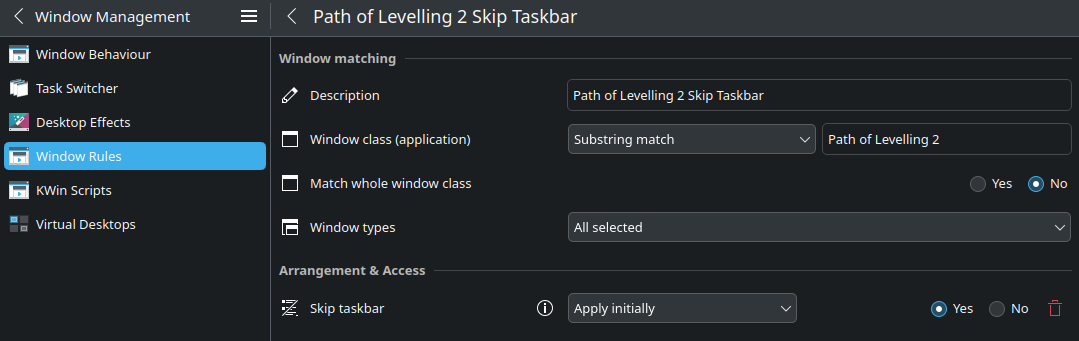 Window Management
Path of Levelling 2 Skip Taskbar
Window Behaviour
Task Switcher
Desktop Effects
Window Rules
KWin Scripts
Virtual Desktops
Window matching
Description
Path of Levelling 2 Skip Taskbar
Window class (application)
Substring match
Path of Levelling 2
Match whole window class
Yes
No
Window types
All selected
Arrangement & Access
Skip taskbar
Apply initially
Yes
No